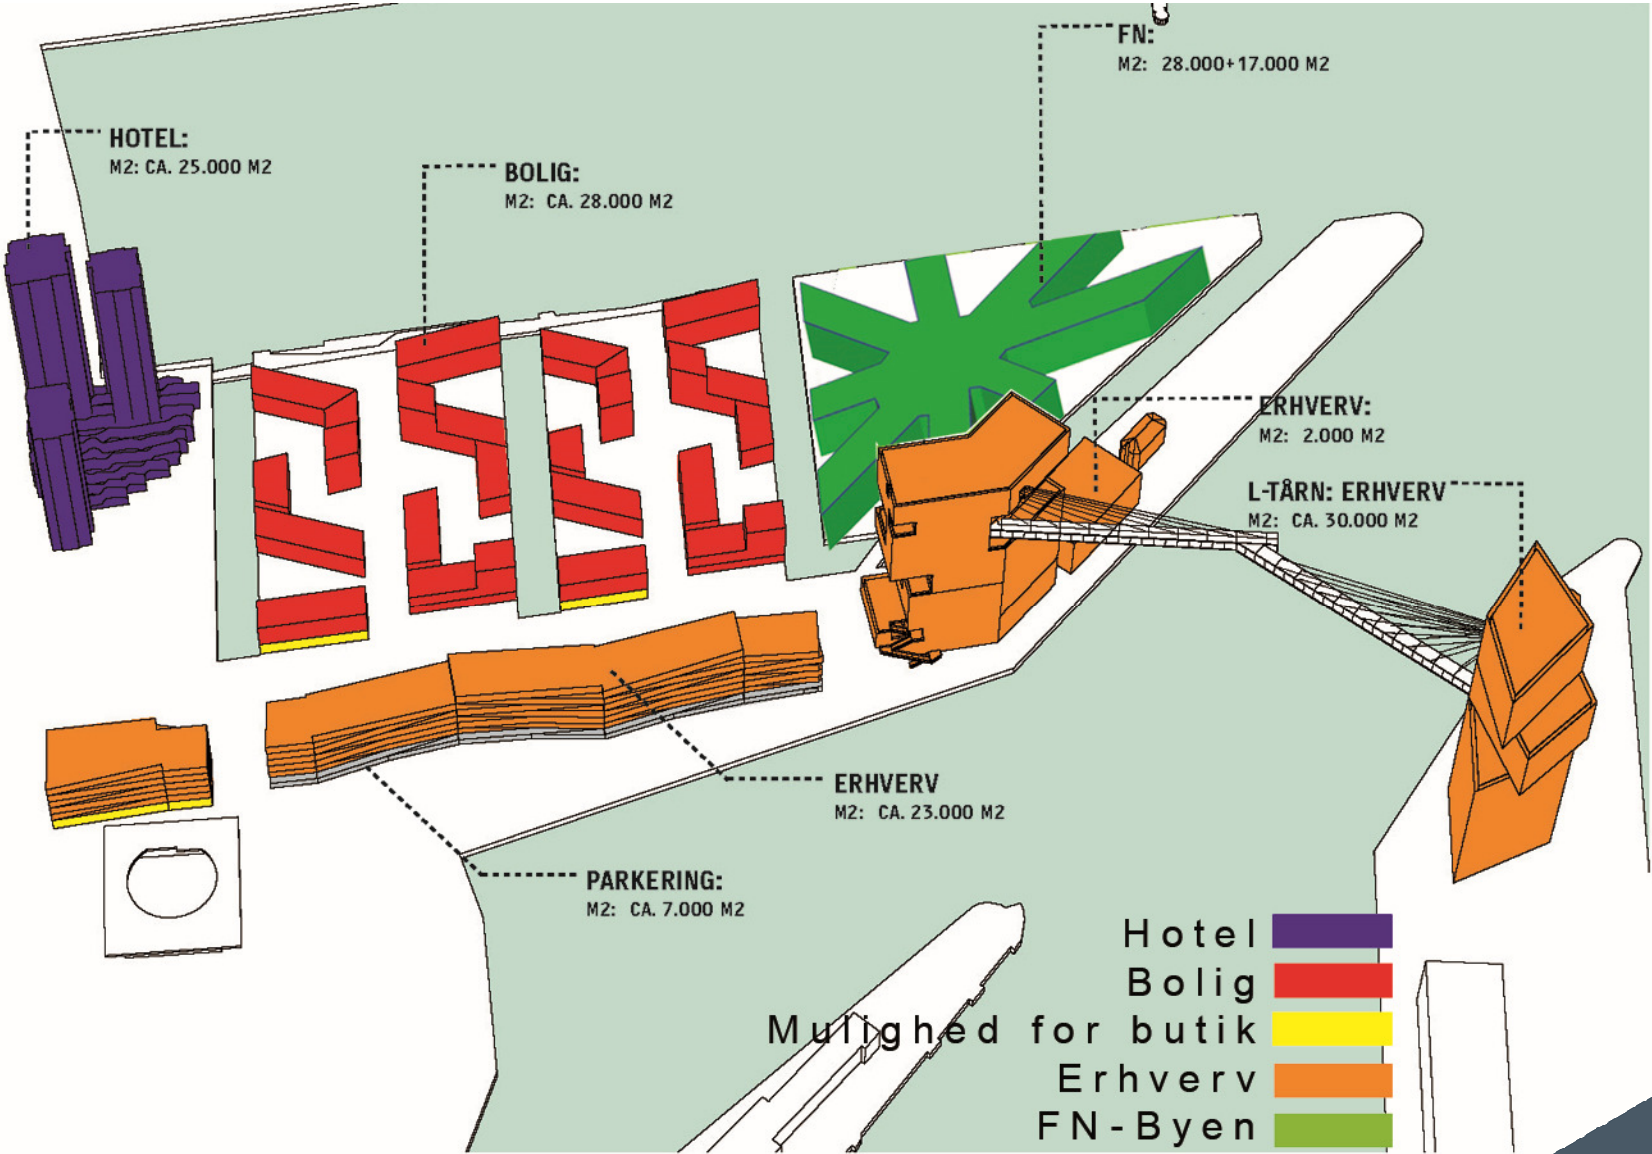 FN:
M2: 28.000+17.000 M2
HOTEL:
M2: CA. 25.000 M2
BOLIG:
M2: CA. 28.000 M2
ERHVERV:
M2: 2.000 M2
L-TÅRN: ERHVERV
M2: CA. 30.000 M2
ERHVERV
M2: CA. 23.000 M2
PARKERING:
M2: CA. 7.000 M2
Hotel
Bolig
Mulighed for butik
Erhverv
FN-Byen